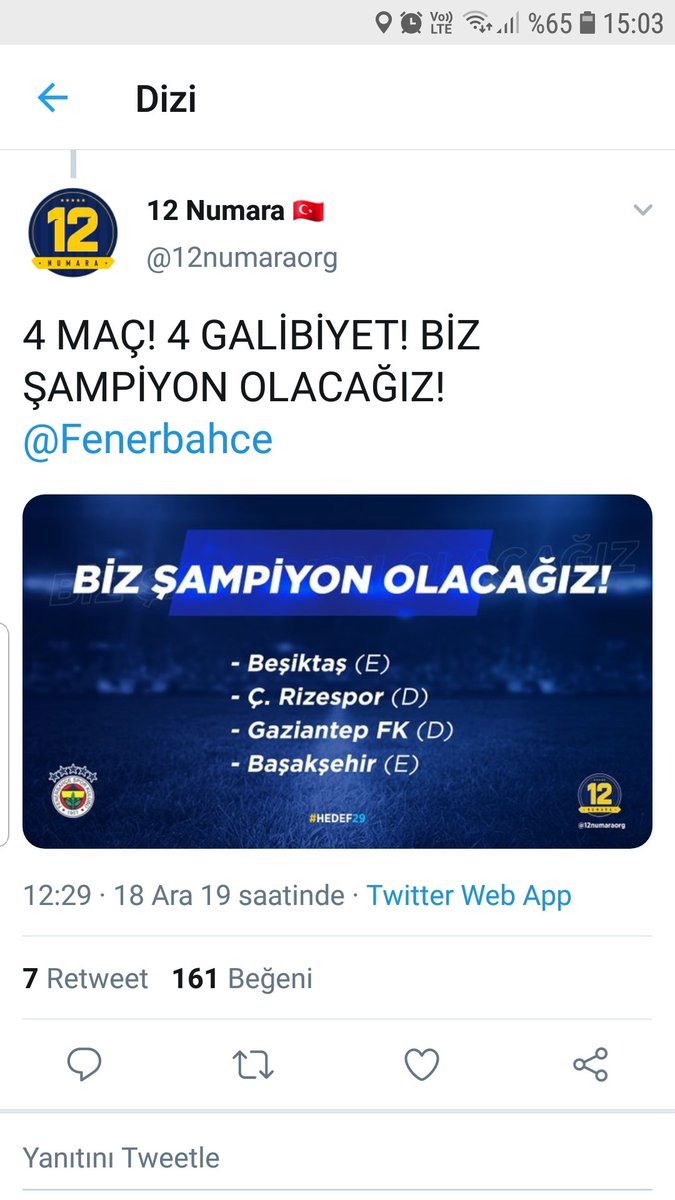 Vo)) LTE %65 15:03
Dizi
12 NUMARA
12 Numara 🇹🇷
@12numaraorg
4 MAÇ! 4 GALİBİYET! BİZ
ŞAMPİYON OLACAĞIZ!
@Fenerbahce
BİZ ŞAMPİYON OLACAĞIZ!
- Beşiktaş (E)
- Ç. Rizespor (D)
- Gaziantep FK (D)
- Başakşehir (E)
#HEDEF29
12
NUMARA
@12numaraorg
12:29 · 18 Ara 19 saatinde · Twitter Web App
7 Retweet 161 Beğeni
Yanıtını Tweetle